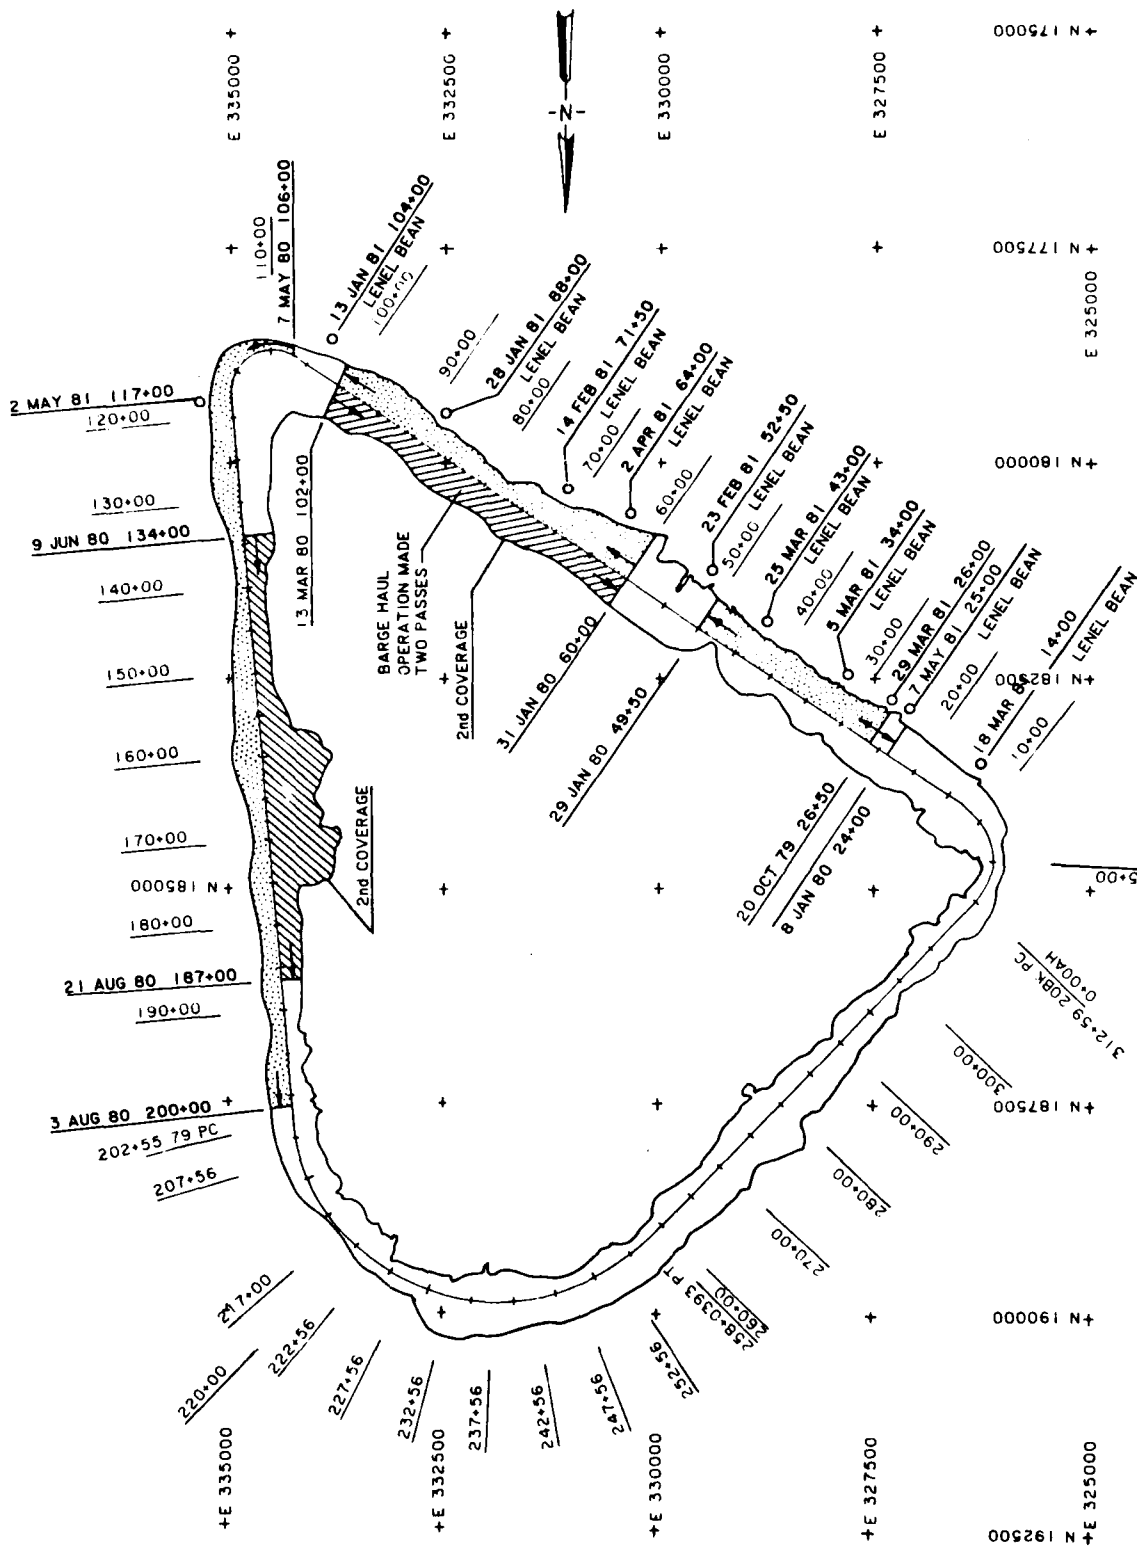 E 335000
E 332500
E 330000
E 327500
N 175000
-N-
N 177500
E 325000
110+00
7 MAY 80 106+00
13 JAN 81 104+00
LENEL BEAN
100+00
90+00
28 JAN 81 88+00
LENEL BEAN
80+00
14 FEB 81 71+50
LENEL BEAN
70+00
2 APR 81 64+00
LENEL BEAN
60+00
23 FEB 81 52+50
LENEL BEAN
50+00
25 MAR 81 43+00
LENEL BEAN
40+00
5 MAR 81 34+00
LENEL BEAN
30+00
29 MAR 81 26+00
7 MAY 81 25+00
LENEL BEAN
20+00
18 MAR 14+00
LENEL BEAN
10+00
N 180000
N 182500
2 MAY 81 117+00
120+00
130+00
9 JUN 80 134+00
140+00
150+00
160+00
170+00
N 185000
180+00
21 AUG 80 187+00
190+00
3 AUG 80 200+00
202+55 79 PC
207+56
13 MAR 80 102+00
BARGE HAUL
OPERATION MADE
TWO PASSES
2nd COVERAGE
31 JAN 80 60+00
29 JAN 80 49+50
2nd COVERAGE
20 OCT 79 26+50
8 JAN 80 24+00
5+00
312+59 20BK PC
0+00AH
300+00
290+00
280+00
270+00
260+00
258+0393 PT
252+56
247+56
242+56
237+56
232+56
227+56
222+56
220+00
217+00
N 187500
N 190000
E 335000
E 332500
E 330000
E 327500
E 325000
N 192500